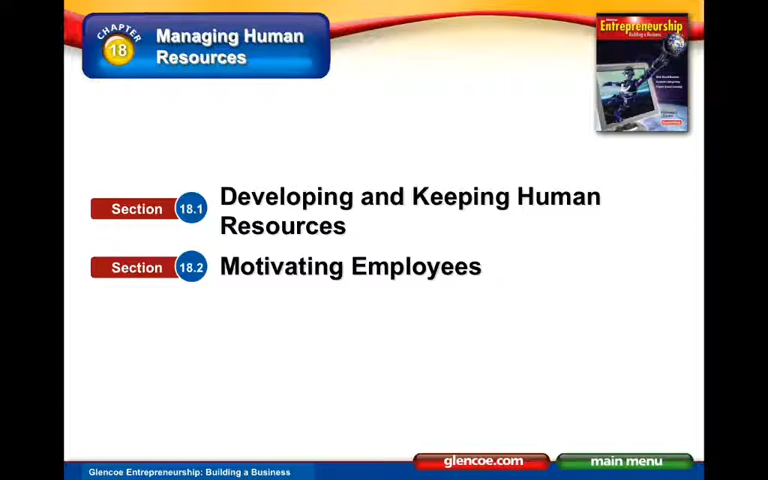 CHAPTER
18
Managing Human
Resources
Entrepreneurship
Building a Business
Section 18.1
Developing and Keeping Human
Resources
Section 18.2
Motivating Employees
Glencoe Entrepreneurship: Building a Business
glencoe.com
main menu